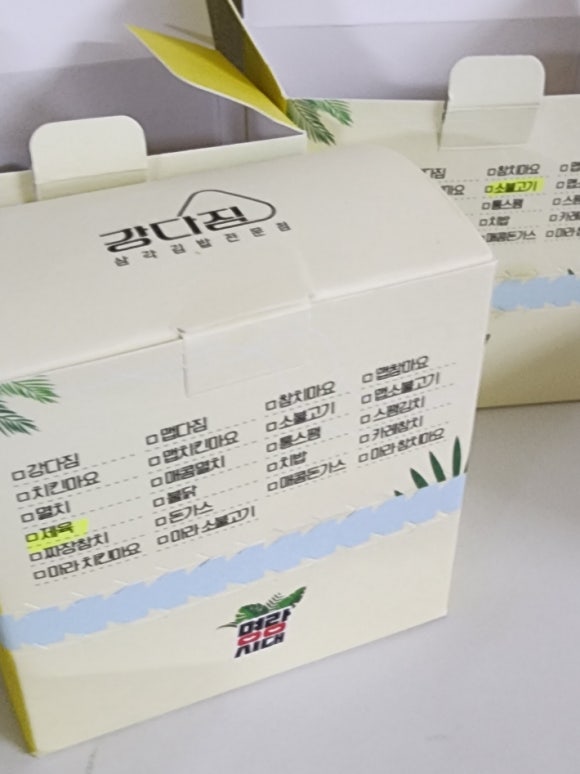 강다짐
삼각김밥전문점
강다짐
치킨마요
멸치
제육
짜장참치
마라 치킨마요
맵다짐
맵치킨마요
매콤멸치
불닭
돈가스
마라 소불고기
참치마요
소불고기
통스팸
치밥
매콤돈가스
맵참마요
맵소불고기
스팸김치
카레참치
마라 참치마요
명랑
시대
참치마요
소불고기
통스팸
치밥
매콤돈가스